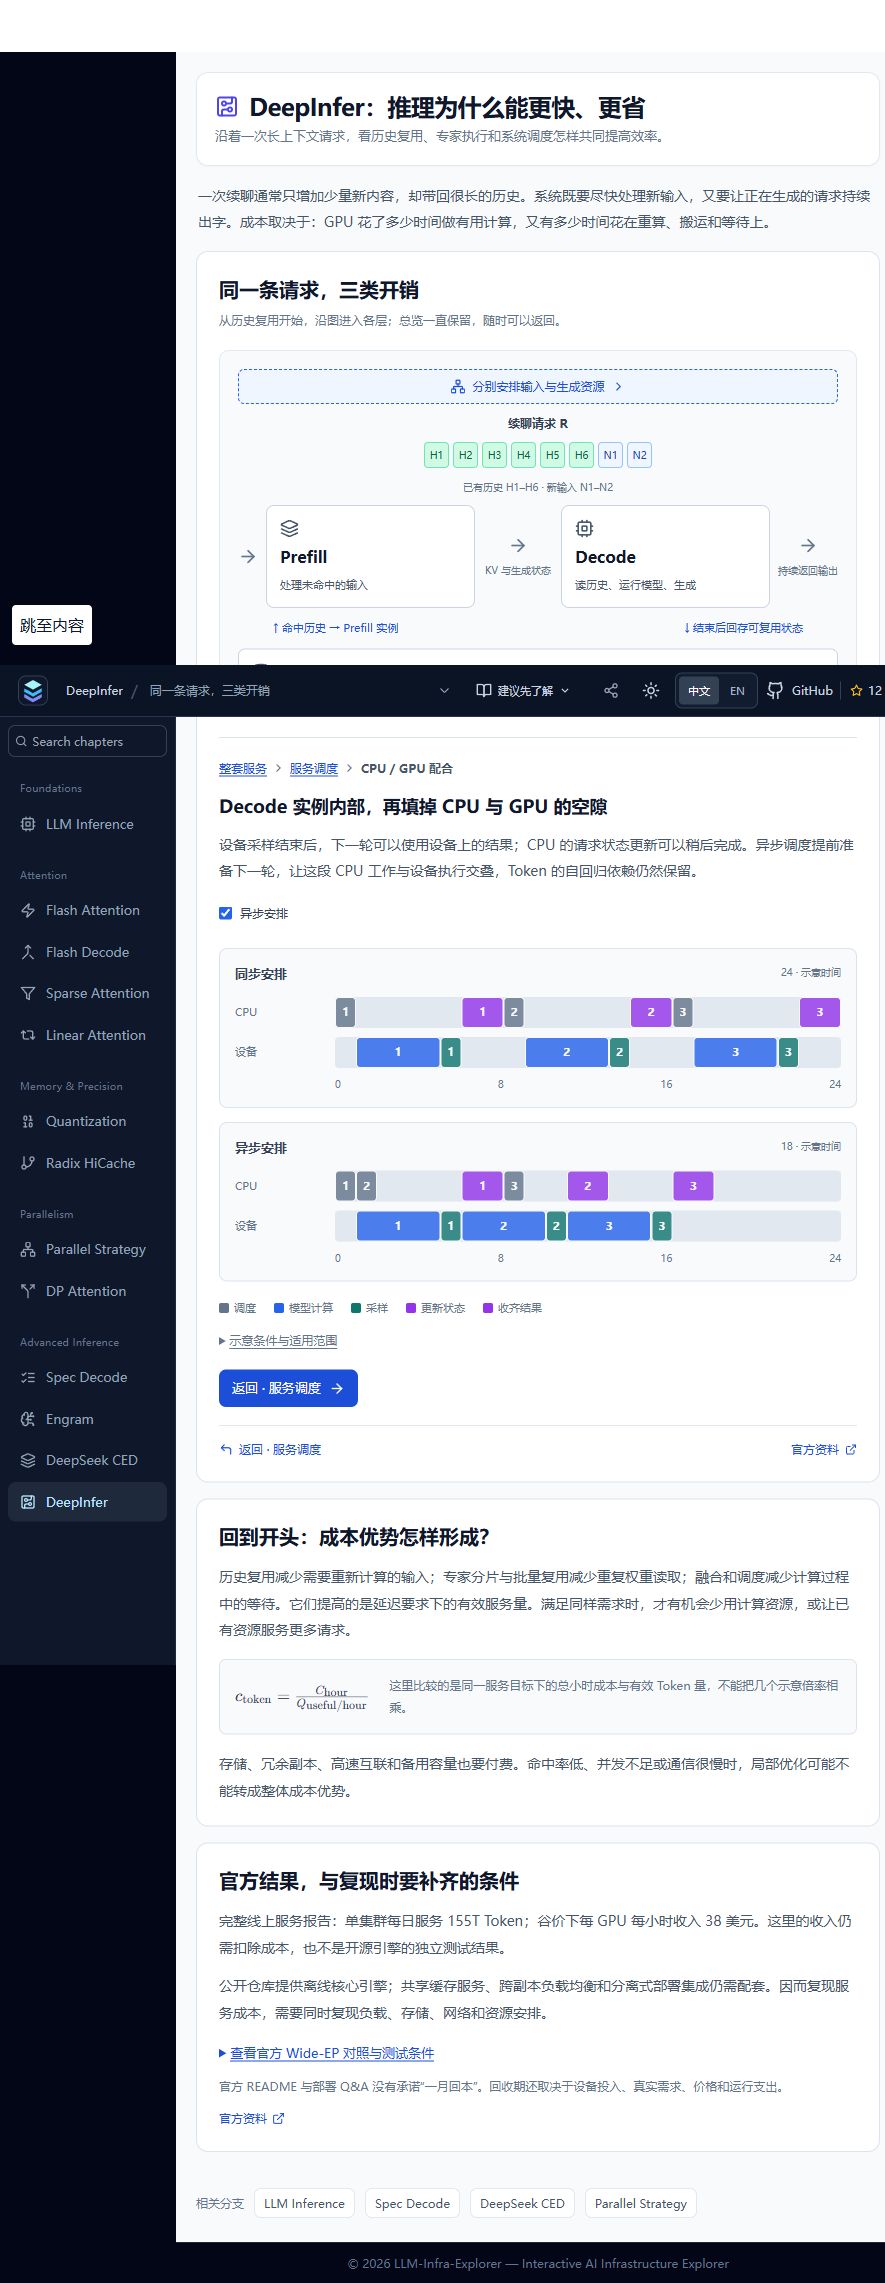 DeepInfer：推理为什么能更快、更省
沿着一次长上下文请求，看历史复用、专家执行和系统调度怎样共同提高效率。
一次续聊通常只增加少量新内容，却带回很长的历史。系统既要尽快处理新输入，又要让正在生成的请求持续
出字。成本取决于：GPU 花了多少时间做有用计算，又有多少时间花在重算、搬运和等待上。
同一条请求，三类开销
从历史复用开始，沿图进入各层；总览一直保留，随时可以返回。
分别安排输入与生成资源
续聊请求 R
H1 H2 H3 H4 H5 H6 N1 N2
已有历史 H1–H6 · 新输入 N1–N2
Prefill
处理未命中的输入
KV 与生成状态
Decode
读历史、运行模型、生成
持续返回输出
↑ 命中历史 → Prefill 实例
↓ 结束后回存可复用状态
跳至内容
DeepInfer / 同一条请求，三类开销
建议先了解
中文 EN
GitHub
12
Search chapters
Foundations
LLM Inference
Attention
Flash Attention
Flash Decode
Sparse Attention
Linear Attention
Memory & Precision
Quantization
Radix HiCache
Parallelism
Parallel Strategy
DP Attention
Advanced Inference
Spec Decode
Engram
DeepSeek CED
DeepInfer
整套服务 > 服务调度 > CPU / GPU 配合
Decode 实例内部，再填掉 CPU 与 GPU 的空隙
设备采样结束后，下一轮可以使用设备上的结果；CPU 的请求状态更新可以稍后完成。异步调度提前准
备下一轮，让这段 CPU 工作与设备执行交叠，Token 的自回归依赖仍然保留。
异步安排
同步安排
24 · 示意时间
CPU 1 1 2 2 3 3
设备 1 1 2 2 3 3
0 8 16 24
异步安排
18 · 示意时间
CPU 1 2 1 3 2 3
设备 1 1 2 2 3 3
0 8 16 24
调度 模型计算 采样 更新状态 收齐结果
示意条件与适用范围
返回 · 服务调度
返回 · 服务调度
官方资料
回到开头：成本优势怎样形成？
历史复用减少需要重新计算的输入；专家分片与批量复用减少重复权重读取；融合和调度减少计算过程
中的等待。它们提高的是延迟要求下的有效服务量。满足同样需求时，才有机会少用计算资源，或让已
有资源服务更多请求。
c_token = C_hour / Q_useful/hour
这里比较的是同一服务目标下的总小时成本与有效 Token 量，不能把几个示意倍率相
乘。
存储、冗余副本、高速互联和备用容量也要付费。命中率低、并发不足或通信很慢时，局部优化可能不
能转成整体成本优势。
官方结果，与复现时要补齐的条件
完整线上服务报告：单集群每日服务 155T Token；谷价下每 GPU 每小时收入 38 美元。这里的收入仍
需扣除成本，也不是开源引擎的独立测试结果。
公开仓库提供离线核心引擎；共享缓存服务、跨副本负载均衡和分离式部署集成仍需配套。因而复现服
务成本，需要同时复现负载、存储、网络和资源安排。
查看官方 Wide-EP 对照与测试条件
官方 README 与部署 Q&A 没有承诺“一月回本”。回收期还取决于设备投入、真实需求、价格和运行支出。
官方资料
相关分支 LLM Inference Spec Decode DeepSeek CED Parallel Strategy
© 2026 LLM-Infra-Explorer — Interactive AI Infrastructure Explorer